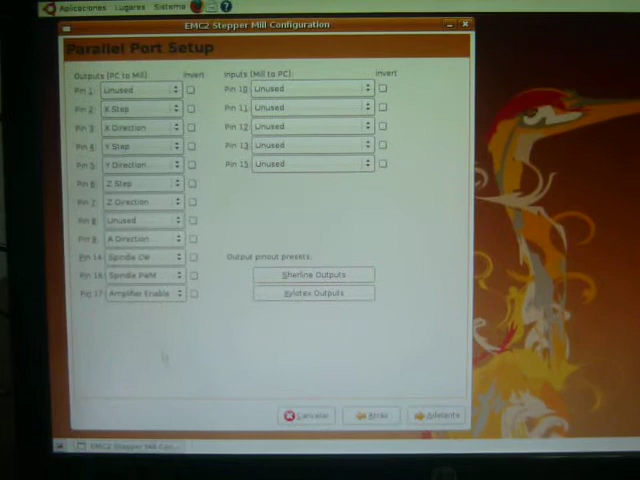 Aplicaciones Lugares Sistema
EMC2 Stepper Mill Configuration
Parallel Port Setup
Outputs (PC to Mill): Invert
Pin 1: Unused
Pin 2: X Step
Pin 3: X Direction
Pin 4: Y Step
Pin 5: Y Direction
Pin 6: Z Step
Pin 7: Z Direction
Pin 8: Unused
Pin 9: A Direction
Pin 14: Spindle CW
Pin 16: Spindle PWM
Pin 17: Amplifier Enable
Inputs (Mill to PC): Invert
Pin 10: Unused
Pin 11: Unused
Pin 12: Unused
Pin 13: Unused
Pin 15: Unused
Output pinout presets:
Sherline Outputs
Xylotex Outputs
Cancelar Atrás Adelante
EMC2 Stepper Mill Con...